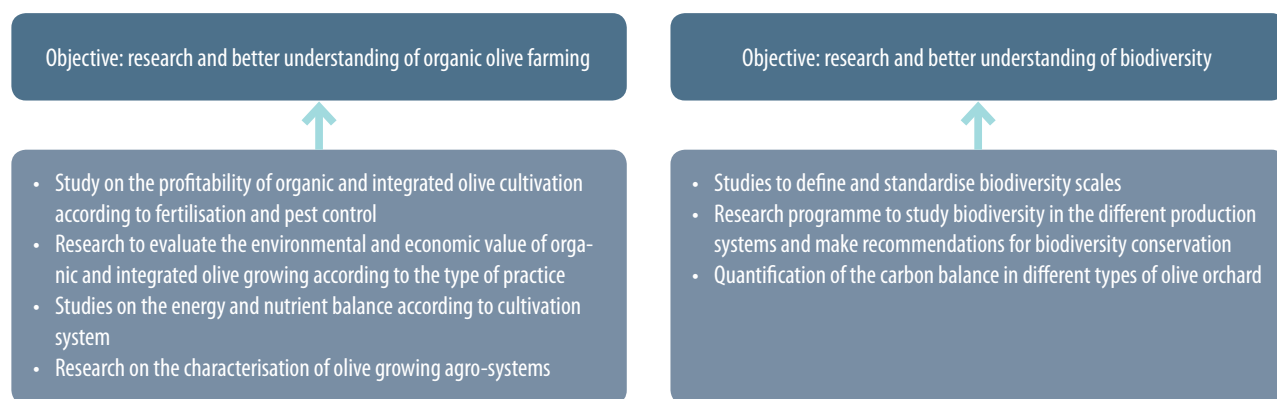 Objective: research and better understanding of organic olive farming
• Study on the profitability of organic and integrated olive cultivation
according to fertilisation and pest control
• Research to evaluate the environmental and economic value of orga-
nic and integrated olive growing according to the type of practice
• Studies on the energy and nutrient balance according to cultivation
system
• Research on the characterisation of olive growing agro-systems
Objective: research and better understanding of biodiversity
• Studies to define and standardise biodiversity scales
• Research programme to study biodiversity in the different production
systems and make recommendations for biodiversity conservation
• Quantification of the carbon balance in different types of olive orchard